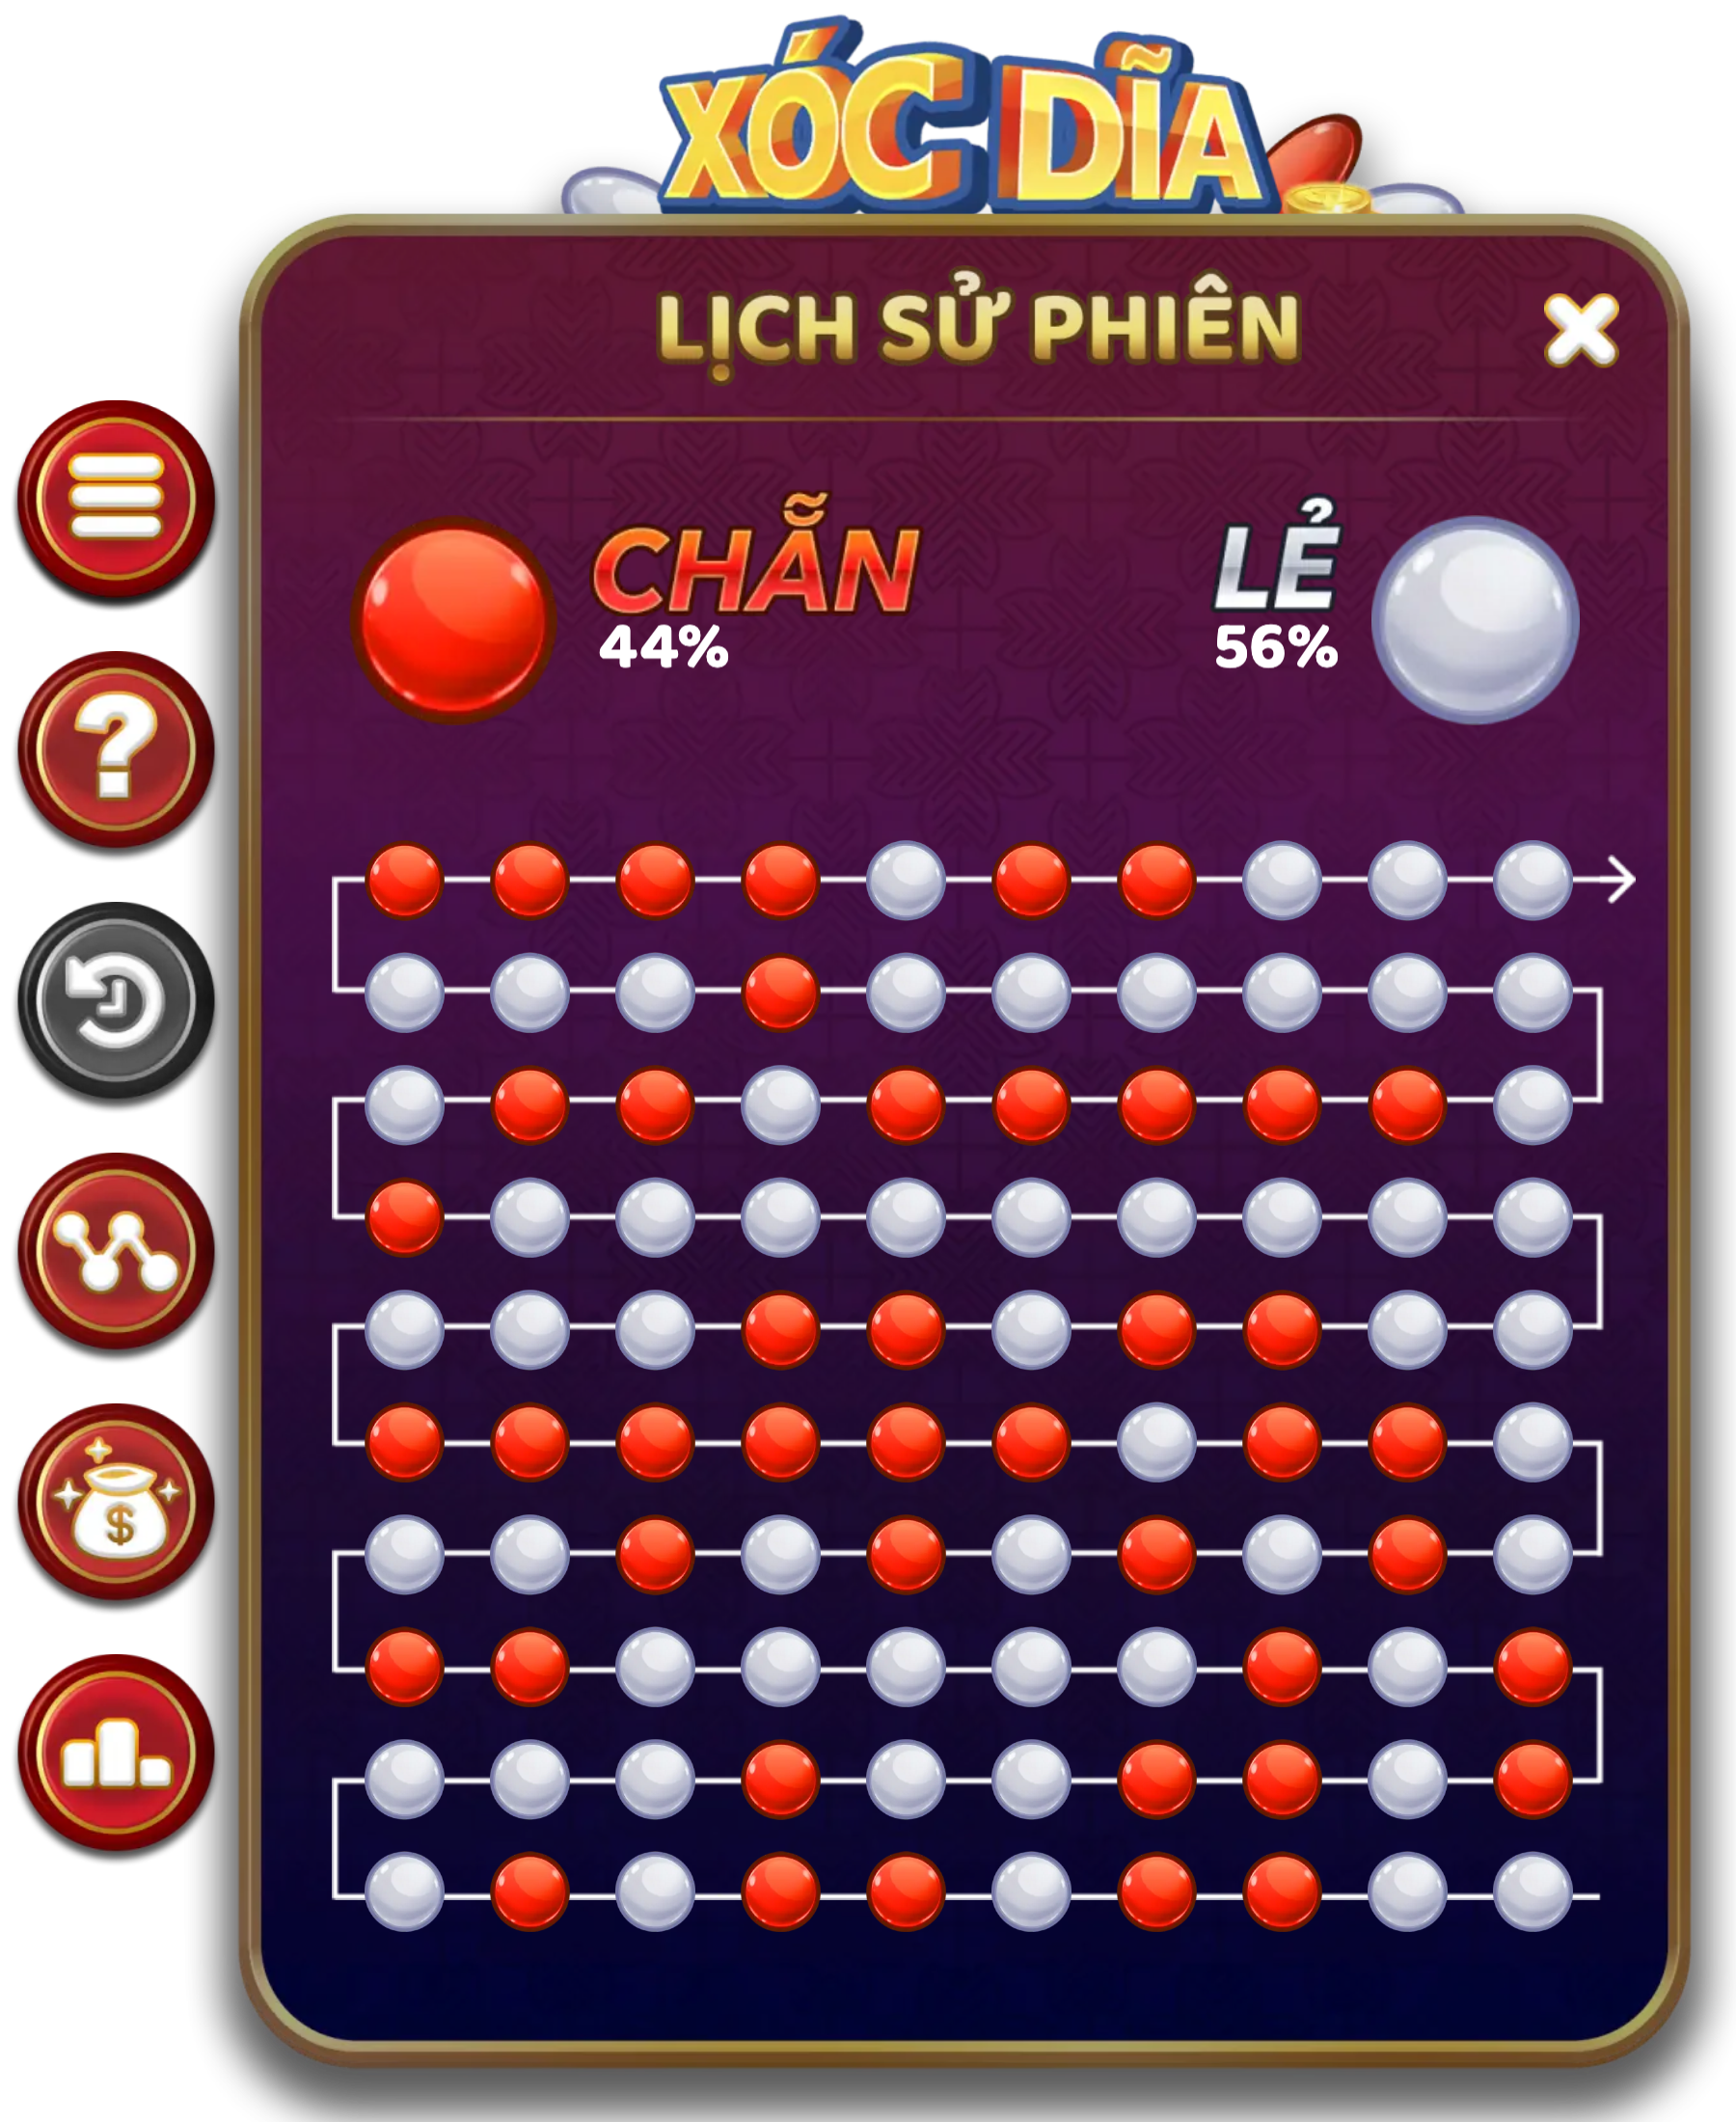 XÓC DĨA
LỊCH SỬ PHIÊN
CHẴN
LẺ
44%
56%
$